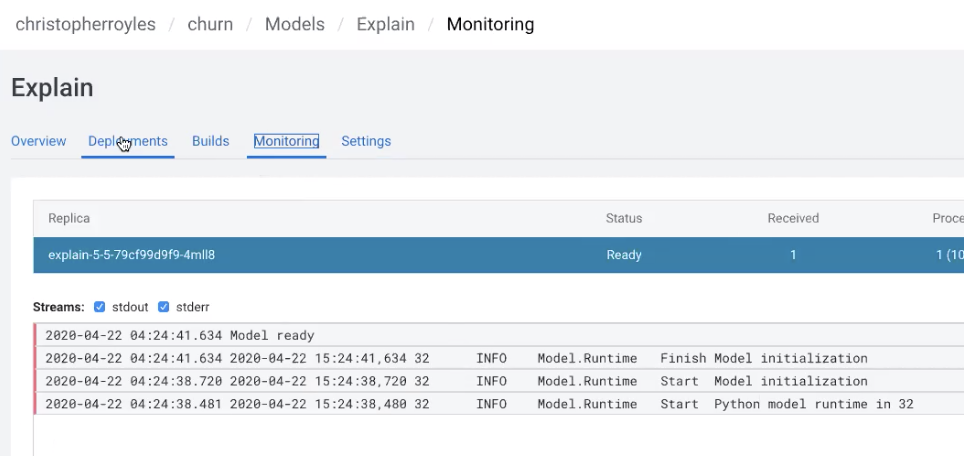 christopherroyles / churn / Models / Explain / Monitoring
Explain
Overview Deployments Builds Monitoring Settings
Replica Status Received Proce
explain-5-5-79cf99d9f9-4mll8 Ready 1 1 (10
Streams: stdout stderr
2020-04-22 04:24:41.634 Model ready
2020-04-22 04:24:41.634 2020-04-22 15:24:41,634 32 INFO Model.Runtime Finish Model initialization
2020-04-22 04:24:38.720 2020-04-22 15:24:38,720 32 INFO Model.Runtime Start Model initialization
2020-04-22 04:24:38.481 2020-04-22 15:24:38,480 32 INFO Model.Runtime Start Python model runtime in 32